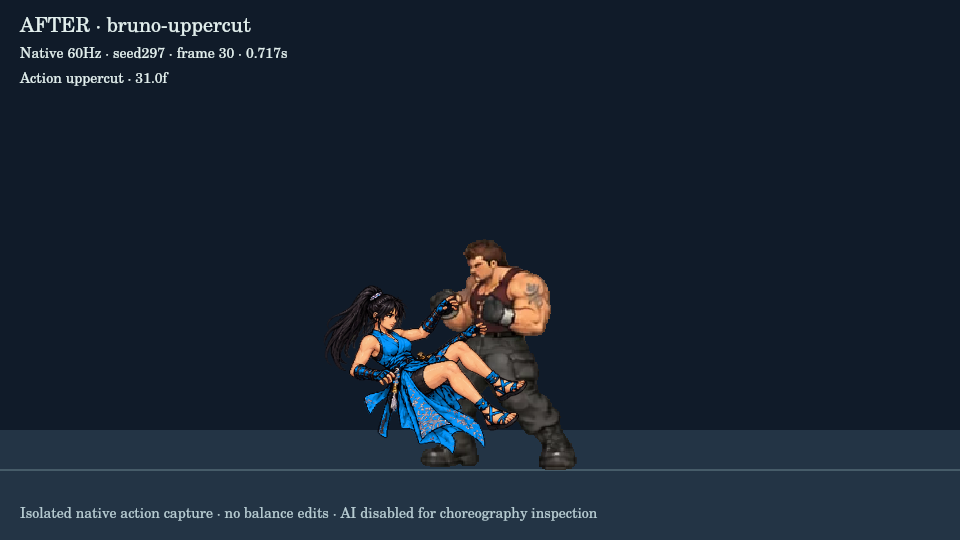 AFTER · bruno-uppercut
Native 60Hz · seed297 · frame 30 · 0.717s
Action uppercut · 31.0f
Isolated native action capture · no balance edits · AI disabled for choreography inspection